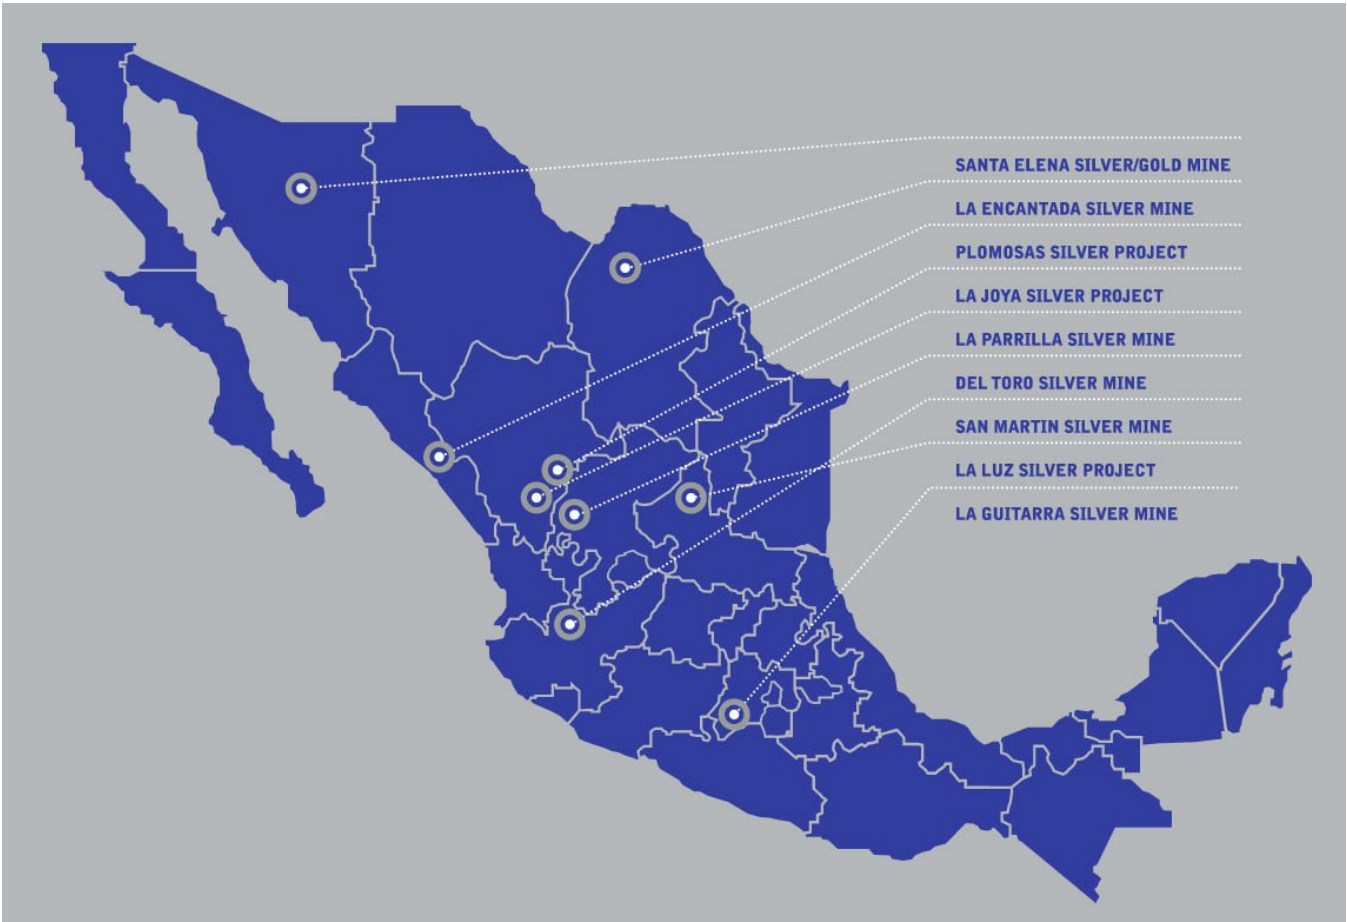 SANTA ELENA SILVER/GOLD MINE
LA ENCANTADA SILVER MINE
PLOMOSAS SILVER PROJECT
LA JOYA SILVER PROJECT
LA PARRILLA SILVER MINE
DEL TORO SILVER MINE
SAN MARTIN SILVER MINE
LA LUZ SILVER PROJECT
LA GUITARRA SILVER MINE